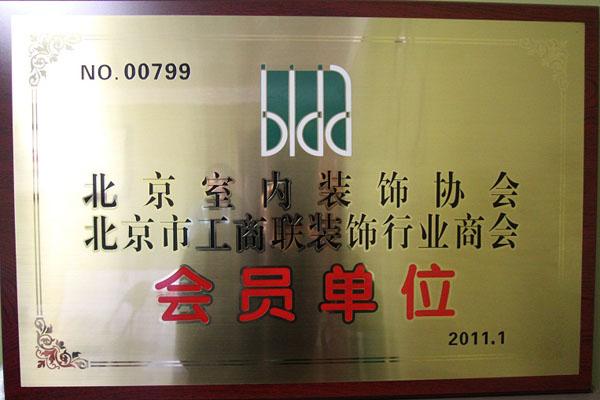 NO. 00799
bida
北京室内装饰协会
北京市工商联装饰行业商会
会员单位
2011.1